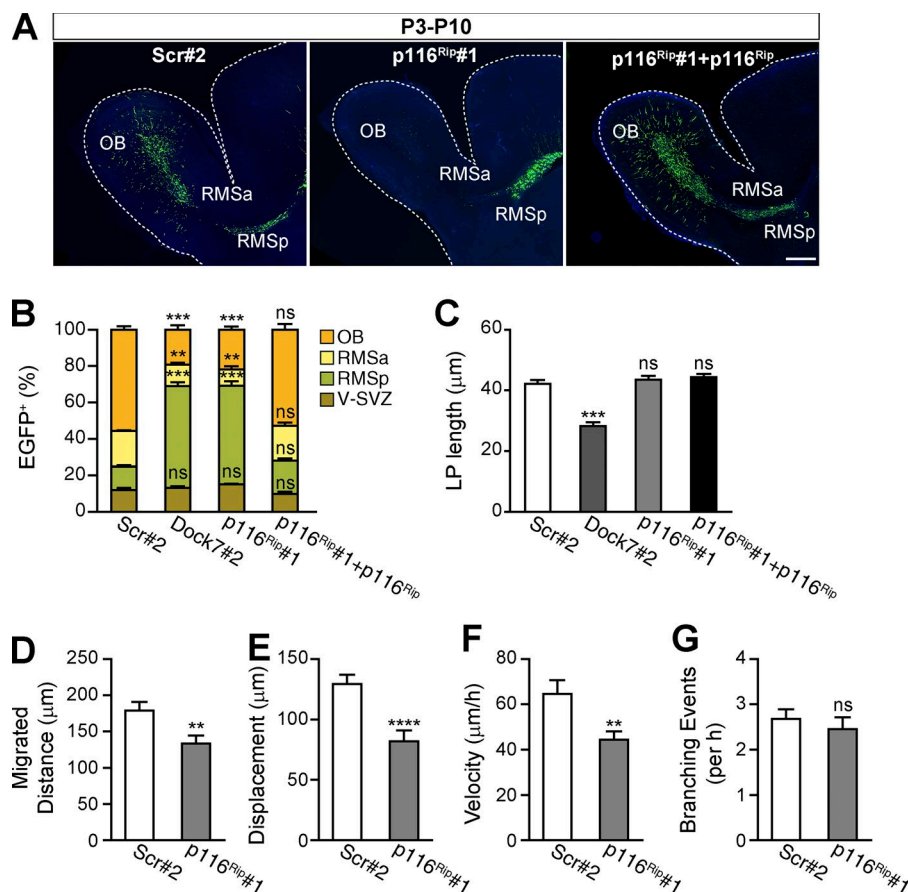 A
P3-P10
Scr#2
p116Rip#1
p116Rip#1+p116Rip
OB
RMSa
RMSp
OB
RMSa
RMSp
OB
RMSa
RMSp
B
EGFP+ (%)
100
80
60
40
20
0
***
**
***
ns
***
**
***
ns
ns
ns
ns
ns
OB
RMSa
RMSp
V-SVZ
Scr#2
Dock7#2
p116Rip#1
p116Rip#1+p116Rip
C
LP length (μm)
60
40
20
0
***
ns
ns
Scr#2
Dock7#2
p116Rip#1
p116Rip#1+p116Rip
D
Migrated
Distance (μm)
250
200
150
100
50
0
**
Scr#2
p116Rip#1
E
Displacement (μm)
150
100
50
0
****
Scr#2
p116Rip#1
F
Velocity (μm/h)
80
60
40
20
0
**
Scr#2
p116Rip#1
G
Branching Events
(per h)
4
3
2
1
0
ns
Scr#2
p116Rip#1